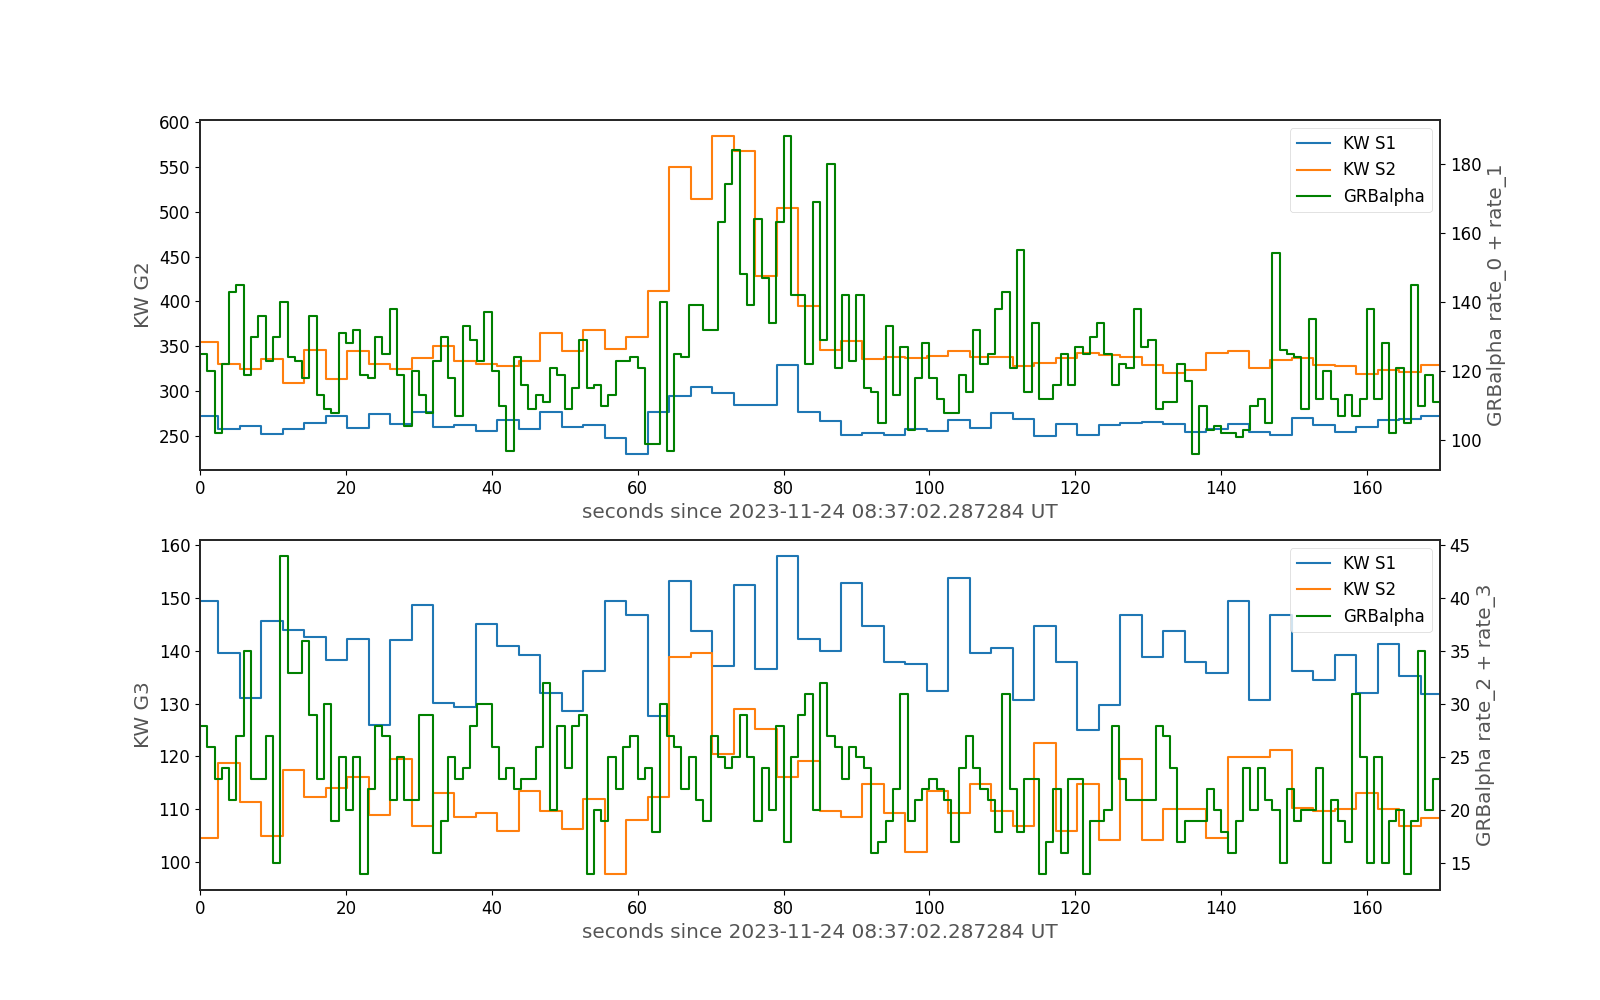 600
550
500
450
400
350
300
250
KW G2
KW S1
KW S2
GRBalpha
180
160
140
120
100
GRBalpha rate_0 + rate_1
0 20 40 60 80 100 120 140 160
seconds since 2023-11-24 08:37:02.287284 UT
160
150
140
130
120
110
100
KW G3
KW S1
KW S2
GRBalpha
45
40
35
30
25
20
15
GRBalpha rate_2 + rate_3
0 20 40 60 80 100 120 140 160
seconds since 2023-11-24 08:37:02.287284 UT